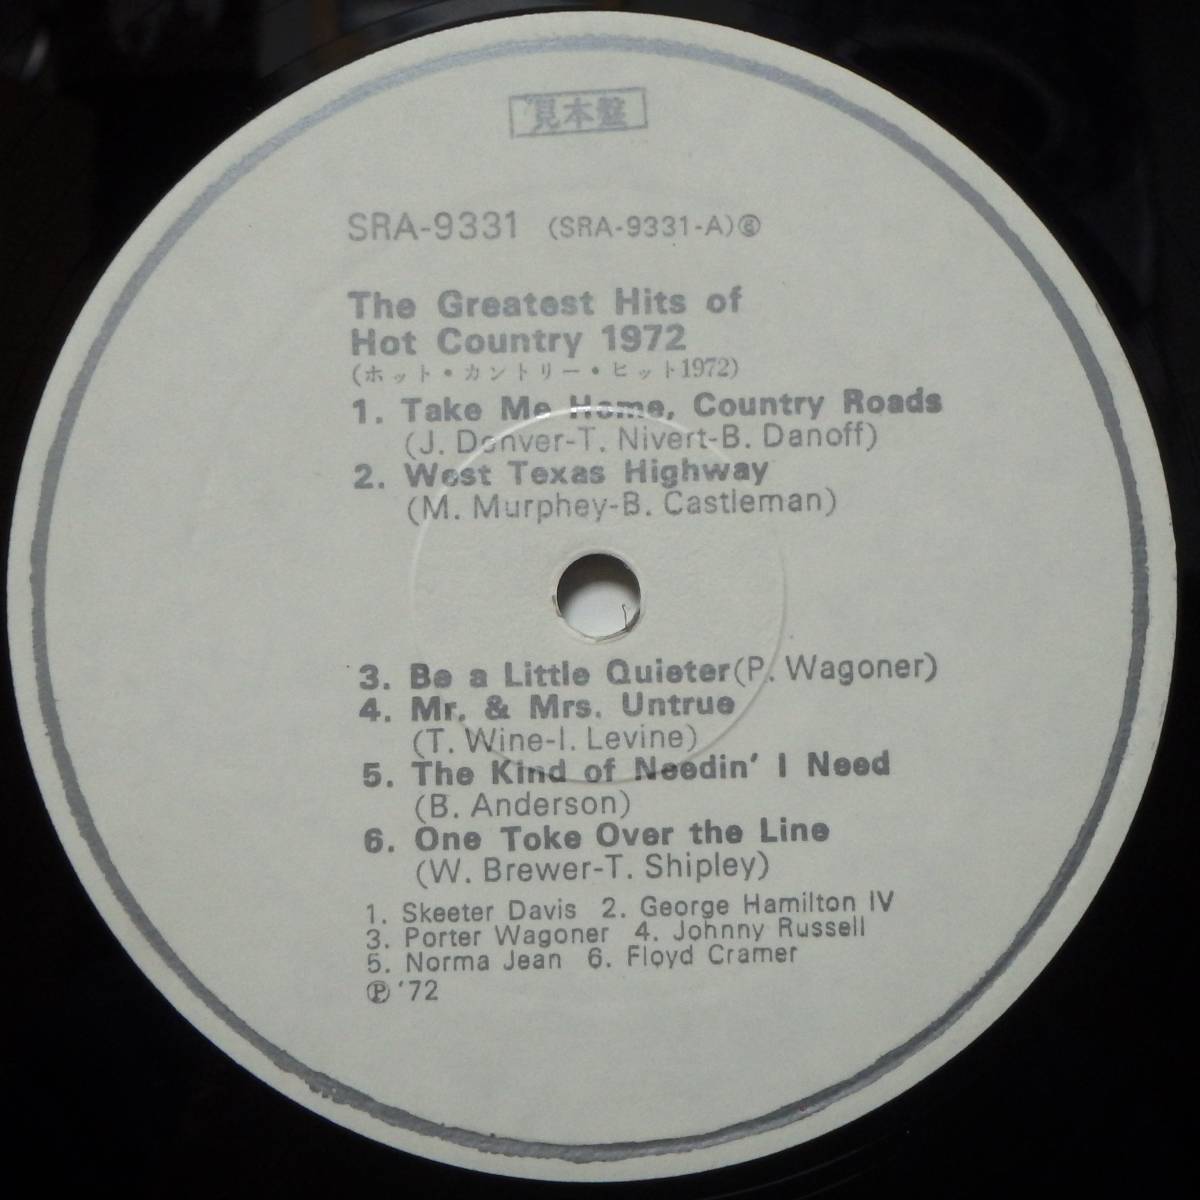 見本盤
SRA-9331 (SRA-9331-A)
The Greatest Hits of
Hot Country 1972
(ホット・カントリー・ヒット1972)
1. Take Me Home, Country Roads
(J. Denver-T. Nivert-B. Danoff)
2. West Texas Highway
(M. Murphey-B. Castleman)
3. Be a Little Quieter(P. Wagoner)
4. Mr. & Mrs. Untrue
(T. Wine-I. Levine)
5. The Kind of Needin' I Need
(B. Anderson)
6. One Toke Over the Line
(W. Brewer-T. Shipley)
1. Skeeter Davis 2. George Hamilton IV
3. Porter Wagoner 4. Johnny Russell
5. Norma Jean 6. Floyd Cramer
℗ '72